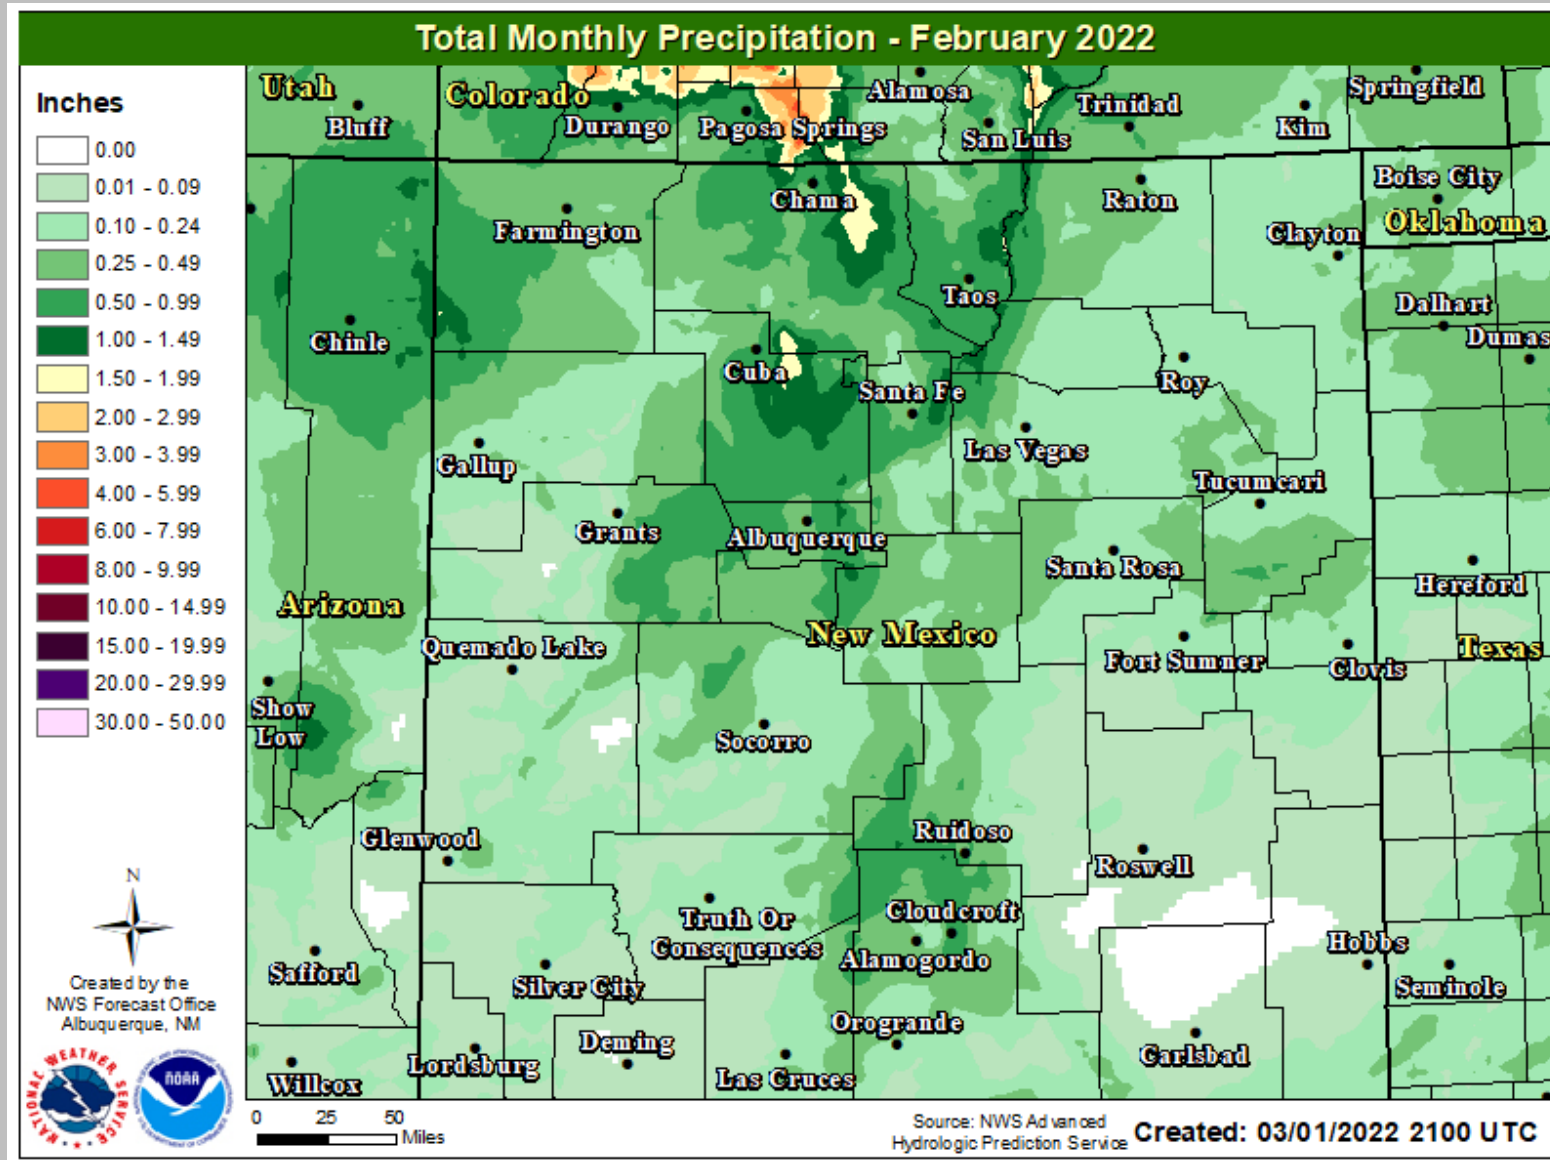 Total Monthly Precipitation - February 2022
Inches
0.00
0.01 - 0.09
0.10 - 0.24
0.25 - 0.49
0.50 - 0.99
1.00 - 1.49
1.50 - 1.99
2.00 - 2.99
3.00 - 3.99
4.00 - 5.99
6.00 - 7.99
8.00 - 9.99
10.00 - 14.99
15.00 - 19.99
20.00 - 29.99
30.00 - 50.00
N
Created by the
NWS Forecast Office
Albuquerque, NM
NATIONAL WEATHER SERVICE
NOAA
Utah
Colorado
Alamosa
Springfield
Bluff
Durango
Pagosa Springs
San Luis
Trinidad
Kim
Boise City
Chama
Raton
Oklahoma
Farmington
Clayton
Taos
Dalhart
Dumas
Chinle
Cuba
Santa Fe
Roy
Gallup
Las Vegas
Tucumcari
Grants
Albuquerque
Santa Rosa
Hereford
Arizona
New Mexico
Texas
Quemado Lake
Fort Sumner
Clovis
Show
Low
Socorro
Glenwood
Ruidoso
Roswell
Truth Or
Consequences
Cloudcroft
Alamogordo
Hobbs
Safford
Silver City
Seminole
Orogrande
Deming
Carlsbad
Willcox
Lordsburg
Las Cruces
0 25 50
Miles
Source: NWS Advanced
Hydrologic Prediction Service
Created: 03/01/2022 2100 UTC